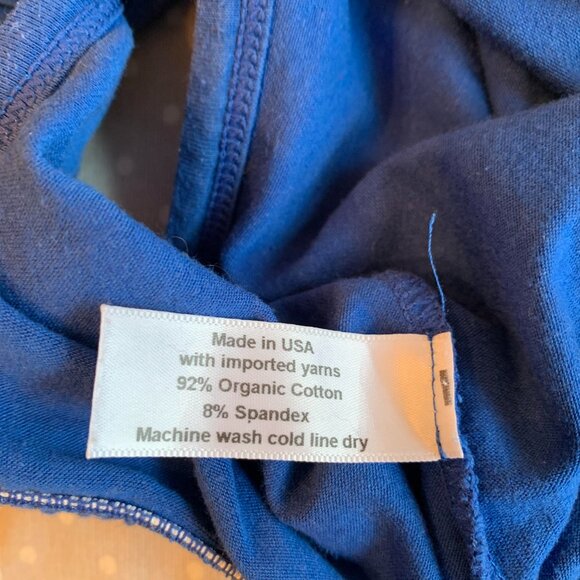 Made in USA
with imported yarns
92% Organic Cotton
8% Spandex
Machine wash cold line dry